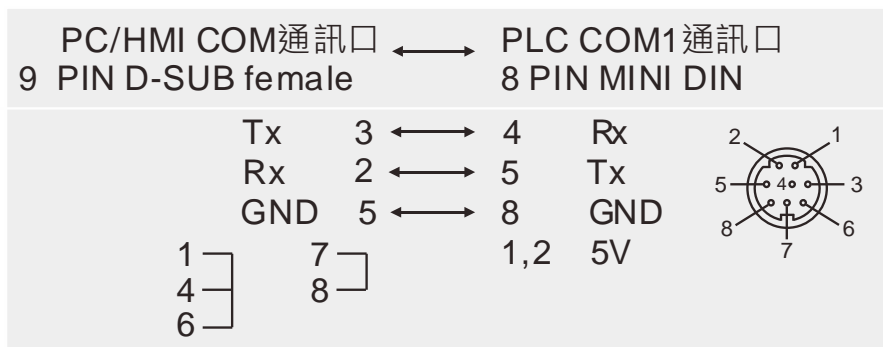 PC/HMI COM通訊口 ↔ PLC COM1通訊口
9 PIN D-SUB female 8 PIN MINI DIN
Tx 3 ↔ 4 Rx
Rx 2 ↔ 5 Tx
GND 5 ↔ 8 GND
1,2 5V
1 7
4 8
6
2 1
5 4 3
8 6
7